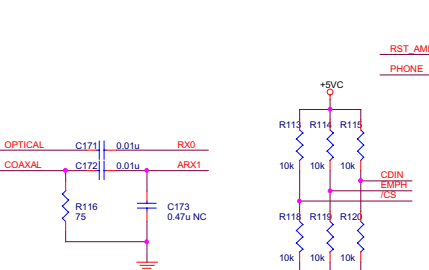 RST_AM
PHONE
+5VC
R113 R114 R115
OPTICAL C171 0.01u RX0
10k 10k 10k
COAXAL C172 0.01u ARX1
CDIN
EMPH
/CS
R116
75
C173
0.47u NC
R118 R119 R120
10k 10k 10k